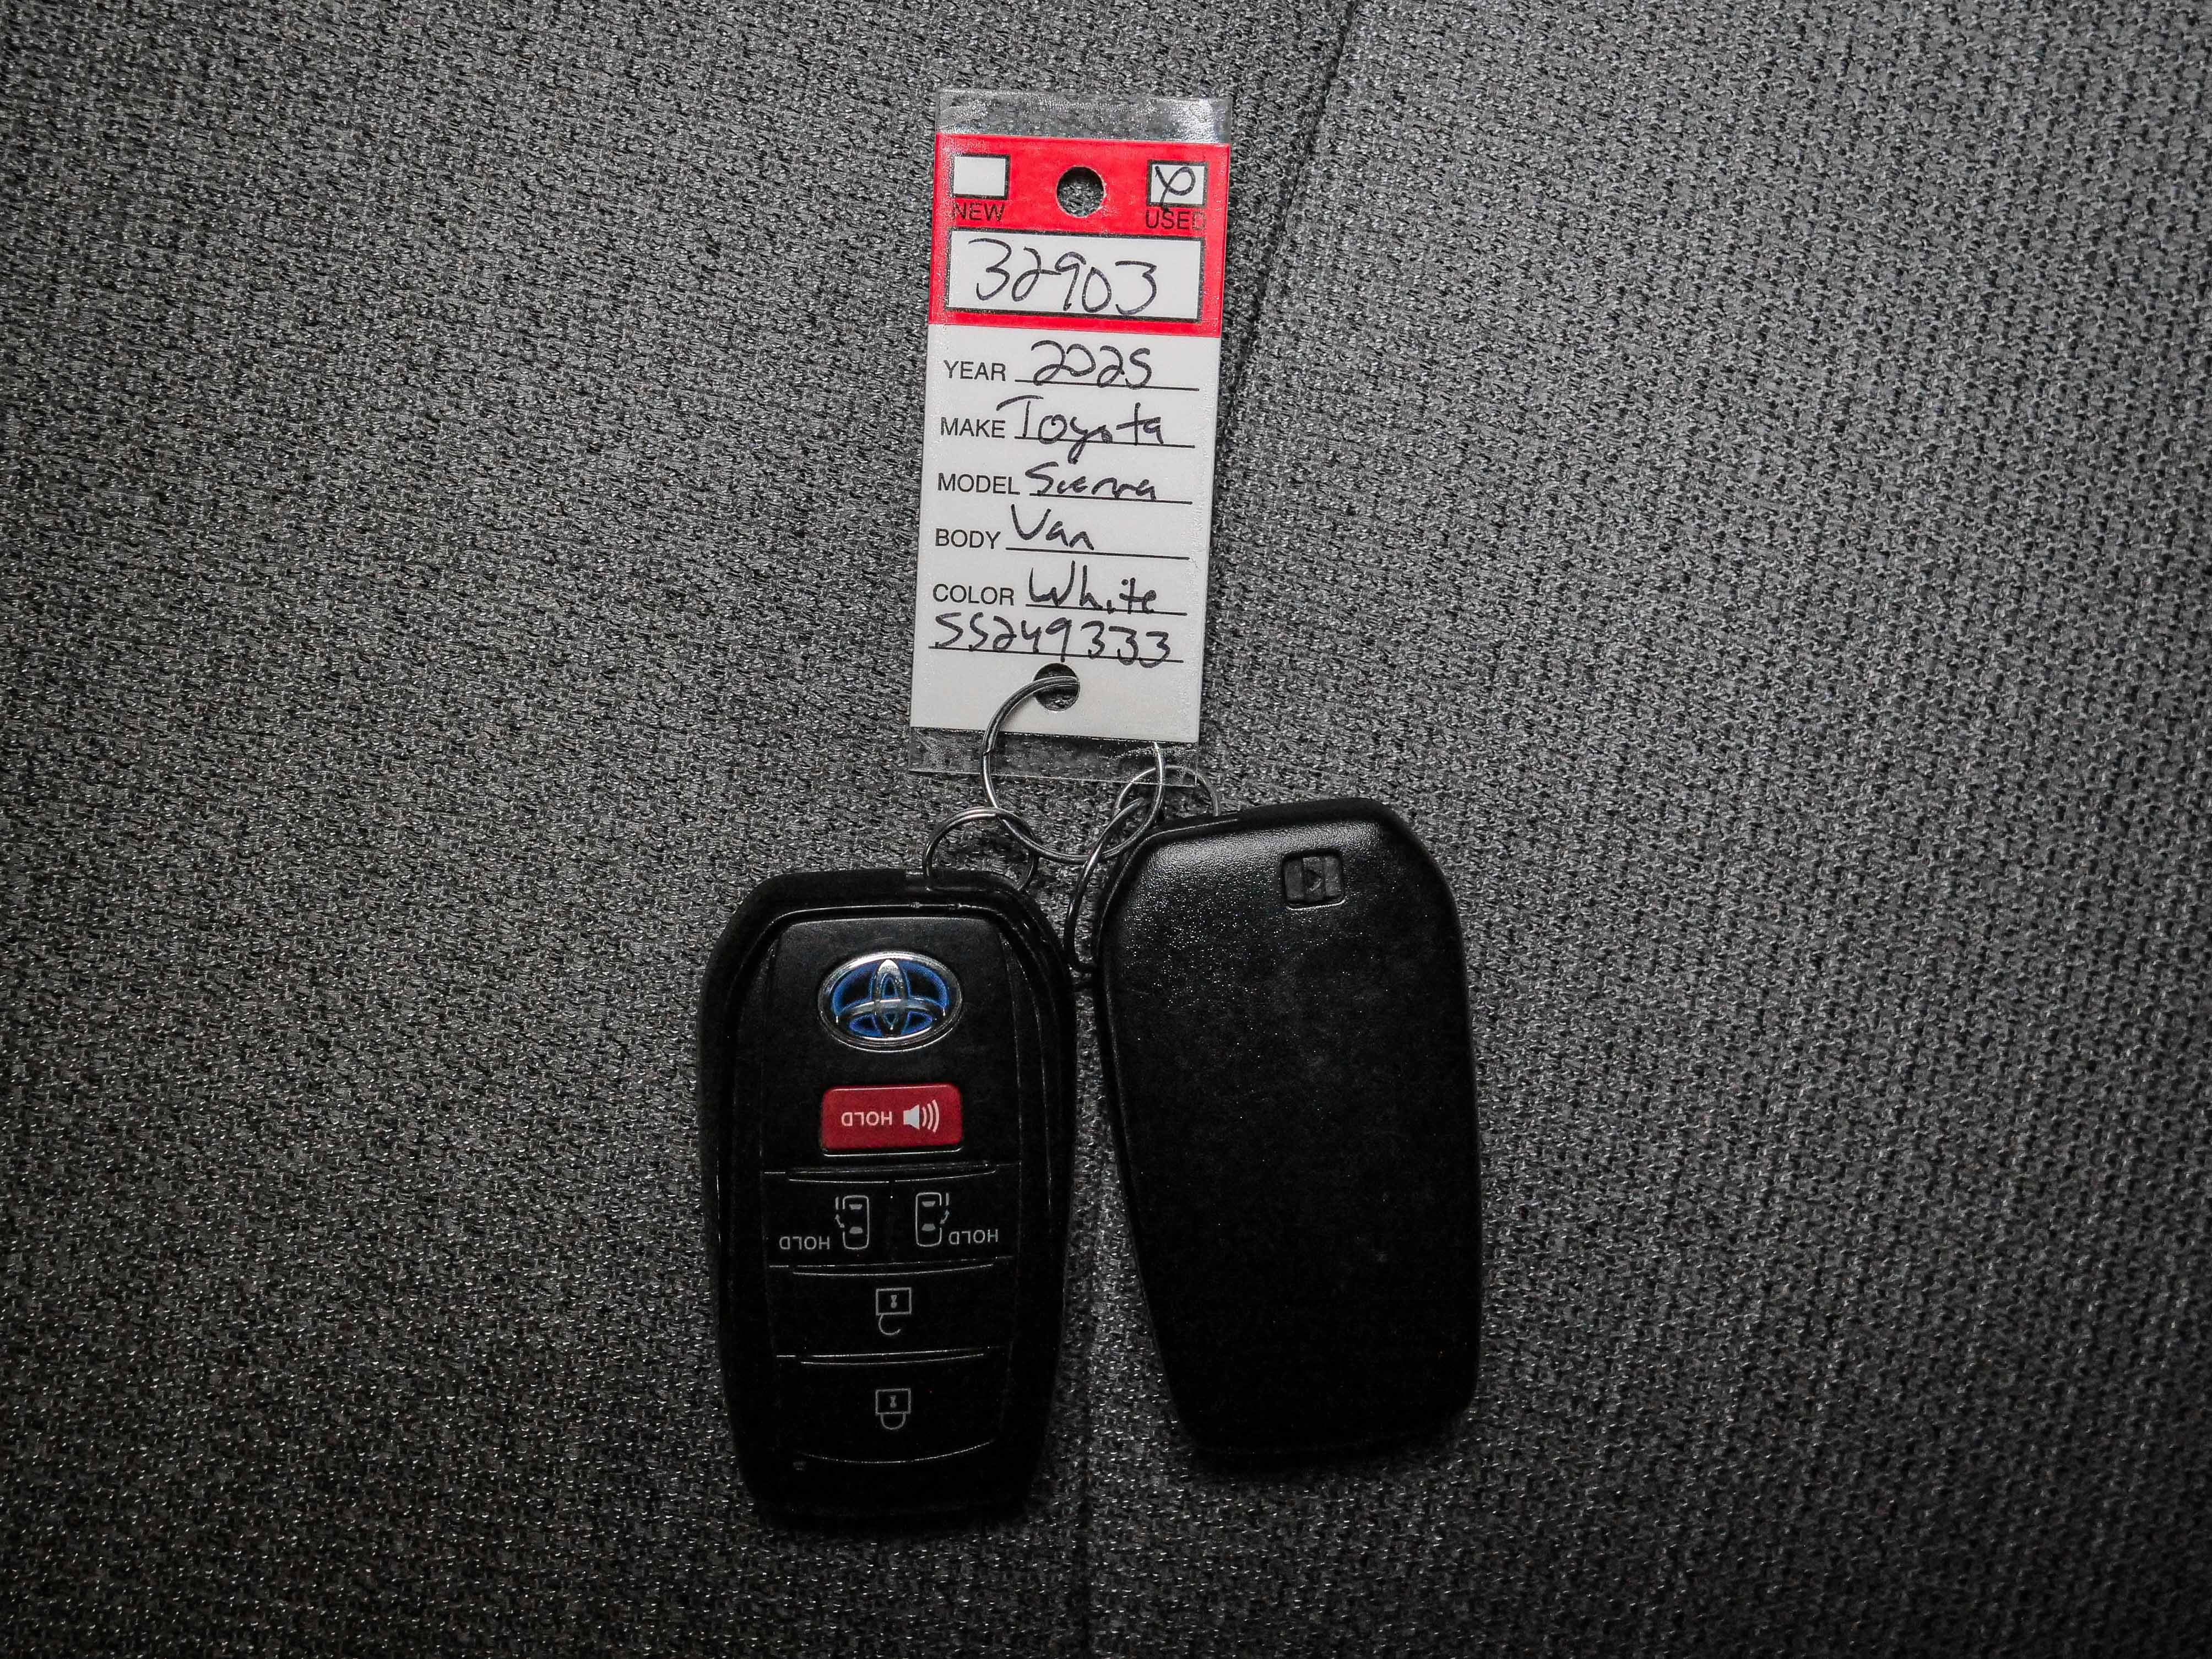 NEW USED
32903
YEAR 2025
MAKE Toyota
MODEL Sienna
BODY Van
COLOR White
SS249333
HOLD
HOLD HOLD